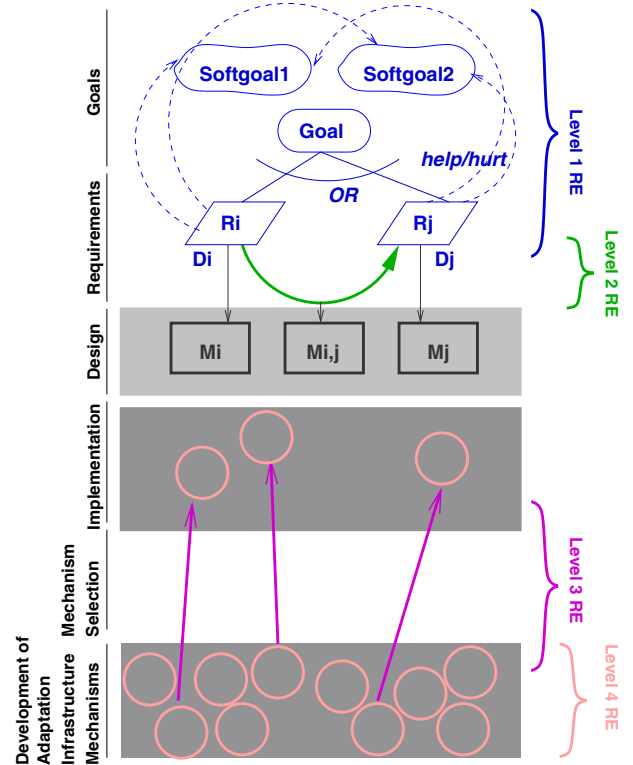 Goals
Softgoal1
Softgoal2
Goal
help/hurt
OR
Level 1 RE
Requirements
Ri
Rj
Di
Dj
Level 2 RE
Design
Mi
Mi,j
Mj
Implementation
Mechanism
Selection
Level 3 RE
Development of
Adaptation
Infrastructure
Mechanisms
Level 4 RE